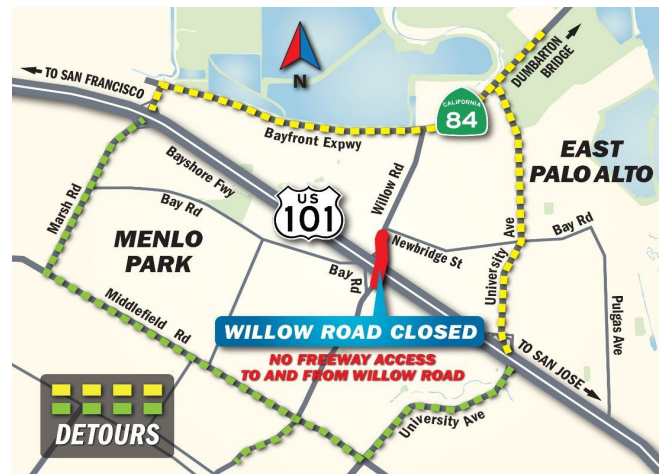 ← TO SAN FRANCISCO
N
DUMBARTON
BRIDGE →
CALIFORNIA
84
Bayfront Expwy
EAST
PALO ALTO
Willow Rd
Bayshore Fwy
US
101
Marsh Rd
Bay Rd
MENLO
PARK
Newbridge St
Bay Rd
University Ave
Bay Rd
Pulgas Ave
WILLOW ROAD CLOSED
NO FREEWAY ACCESS
TO AND FROM WILLOW ROAD
Middlefield Rd
TO SAN JOSE →
University Ave
DETOURS